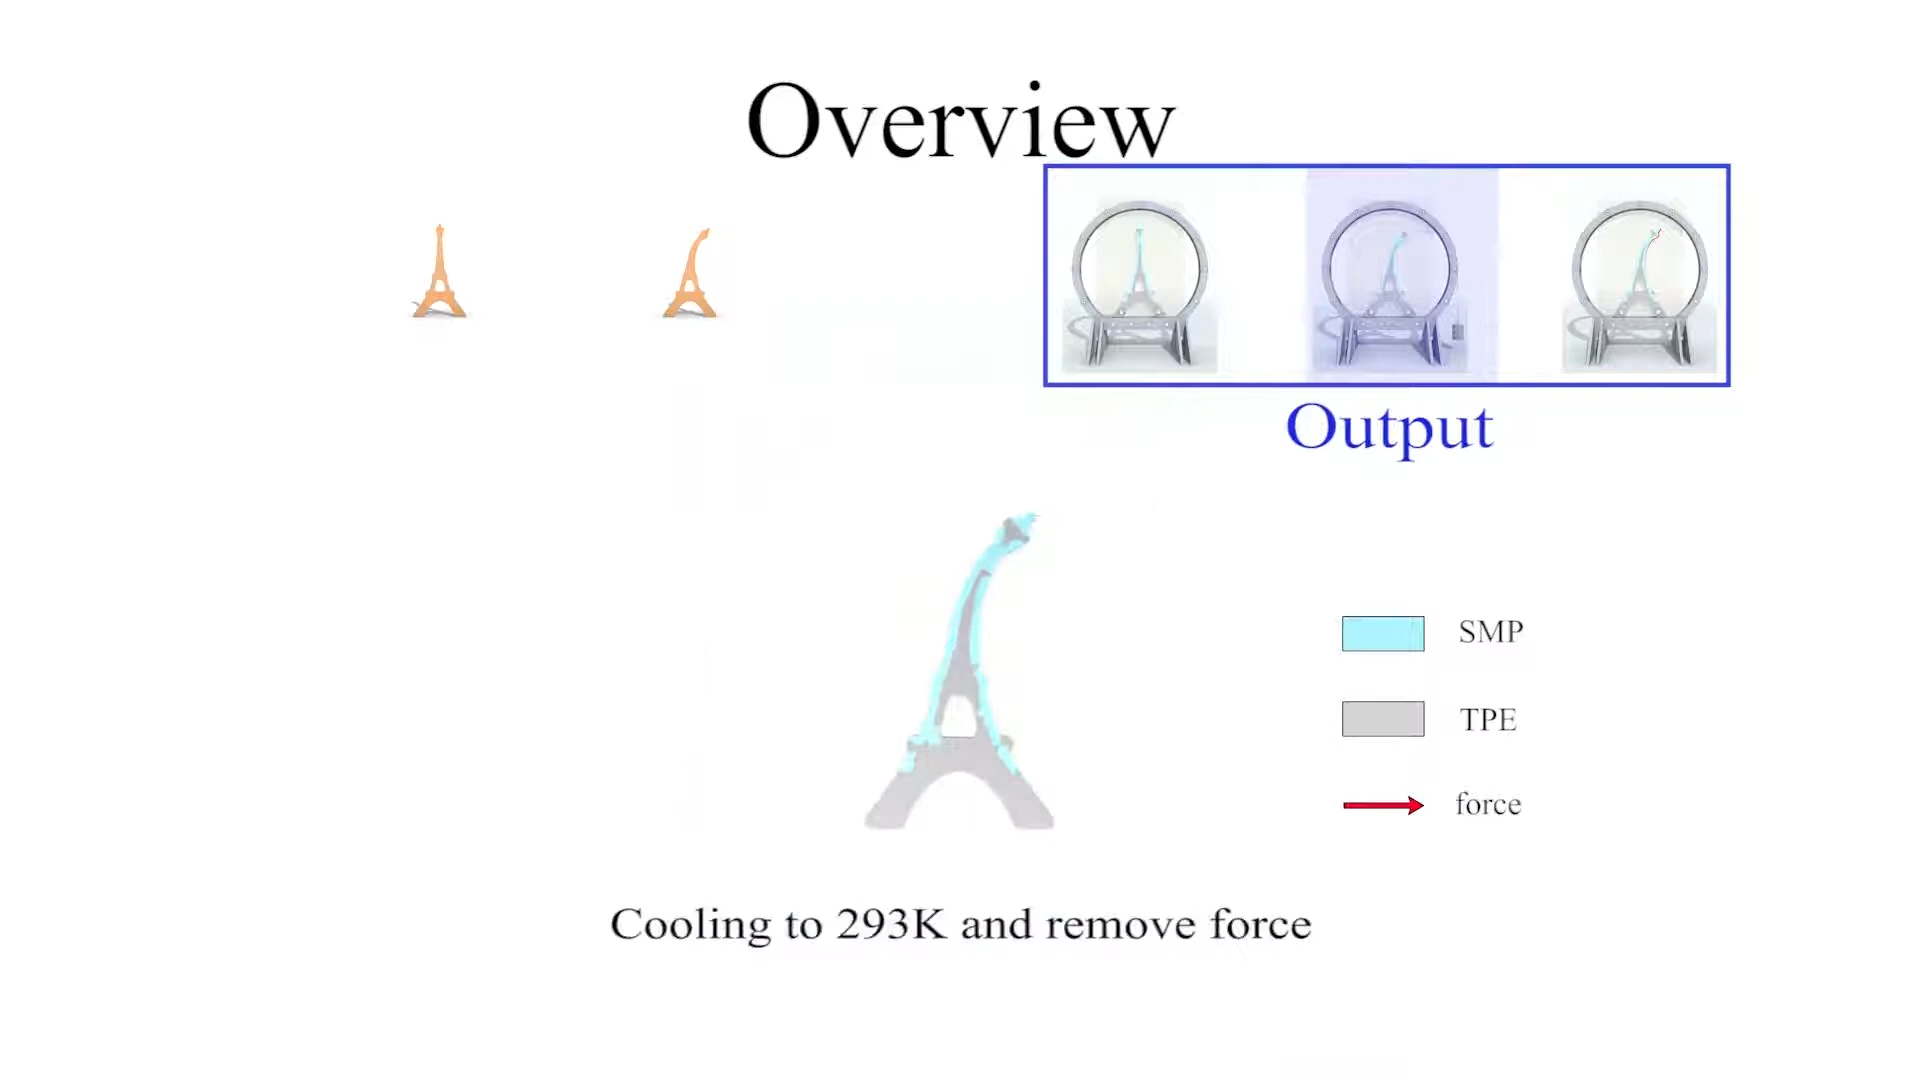 Overview
Output
SMP
TPE
force
Cooling to 293K and remove force